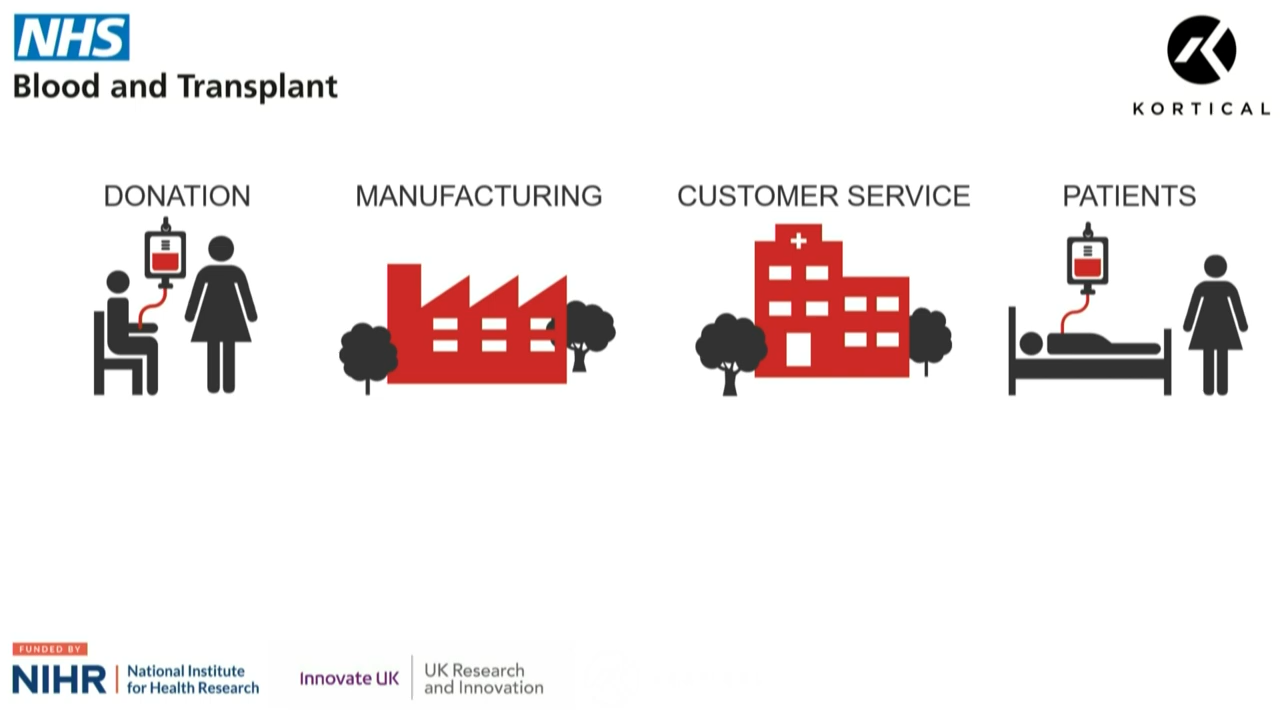 NHS
Blood and Transplant
KORTICAL
DONATION
MANUFACTURING
CUSTOMER SERVICE
PATIENTS
FUNDED BY
NIHR
National Institute
for Health Research
Innovate UK
UK Research
and Innovation